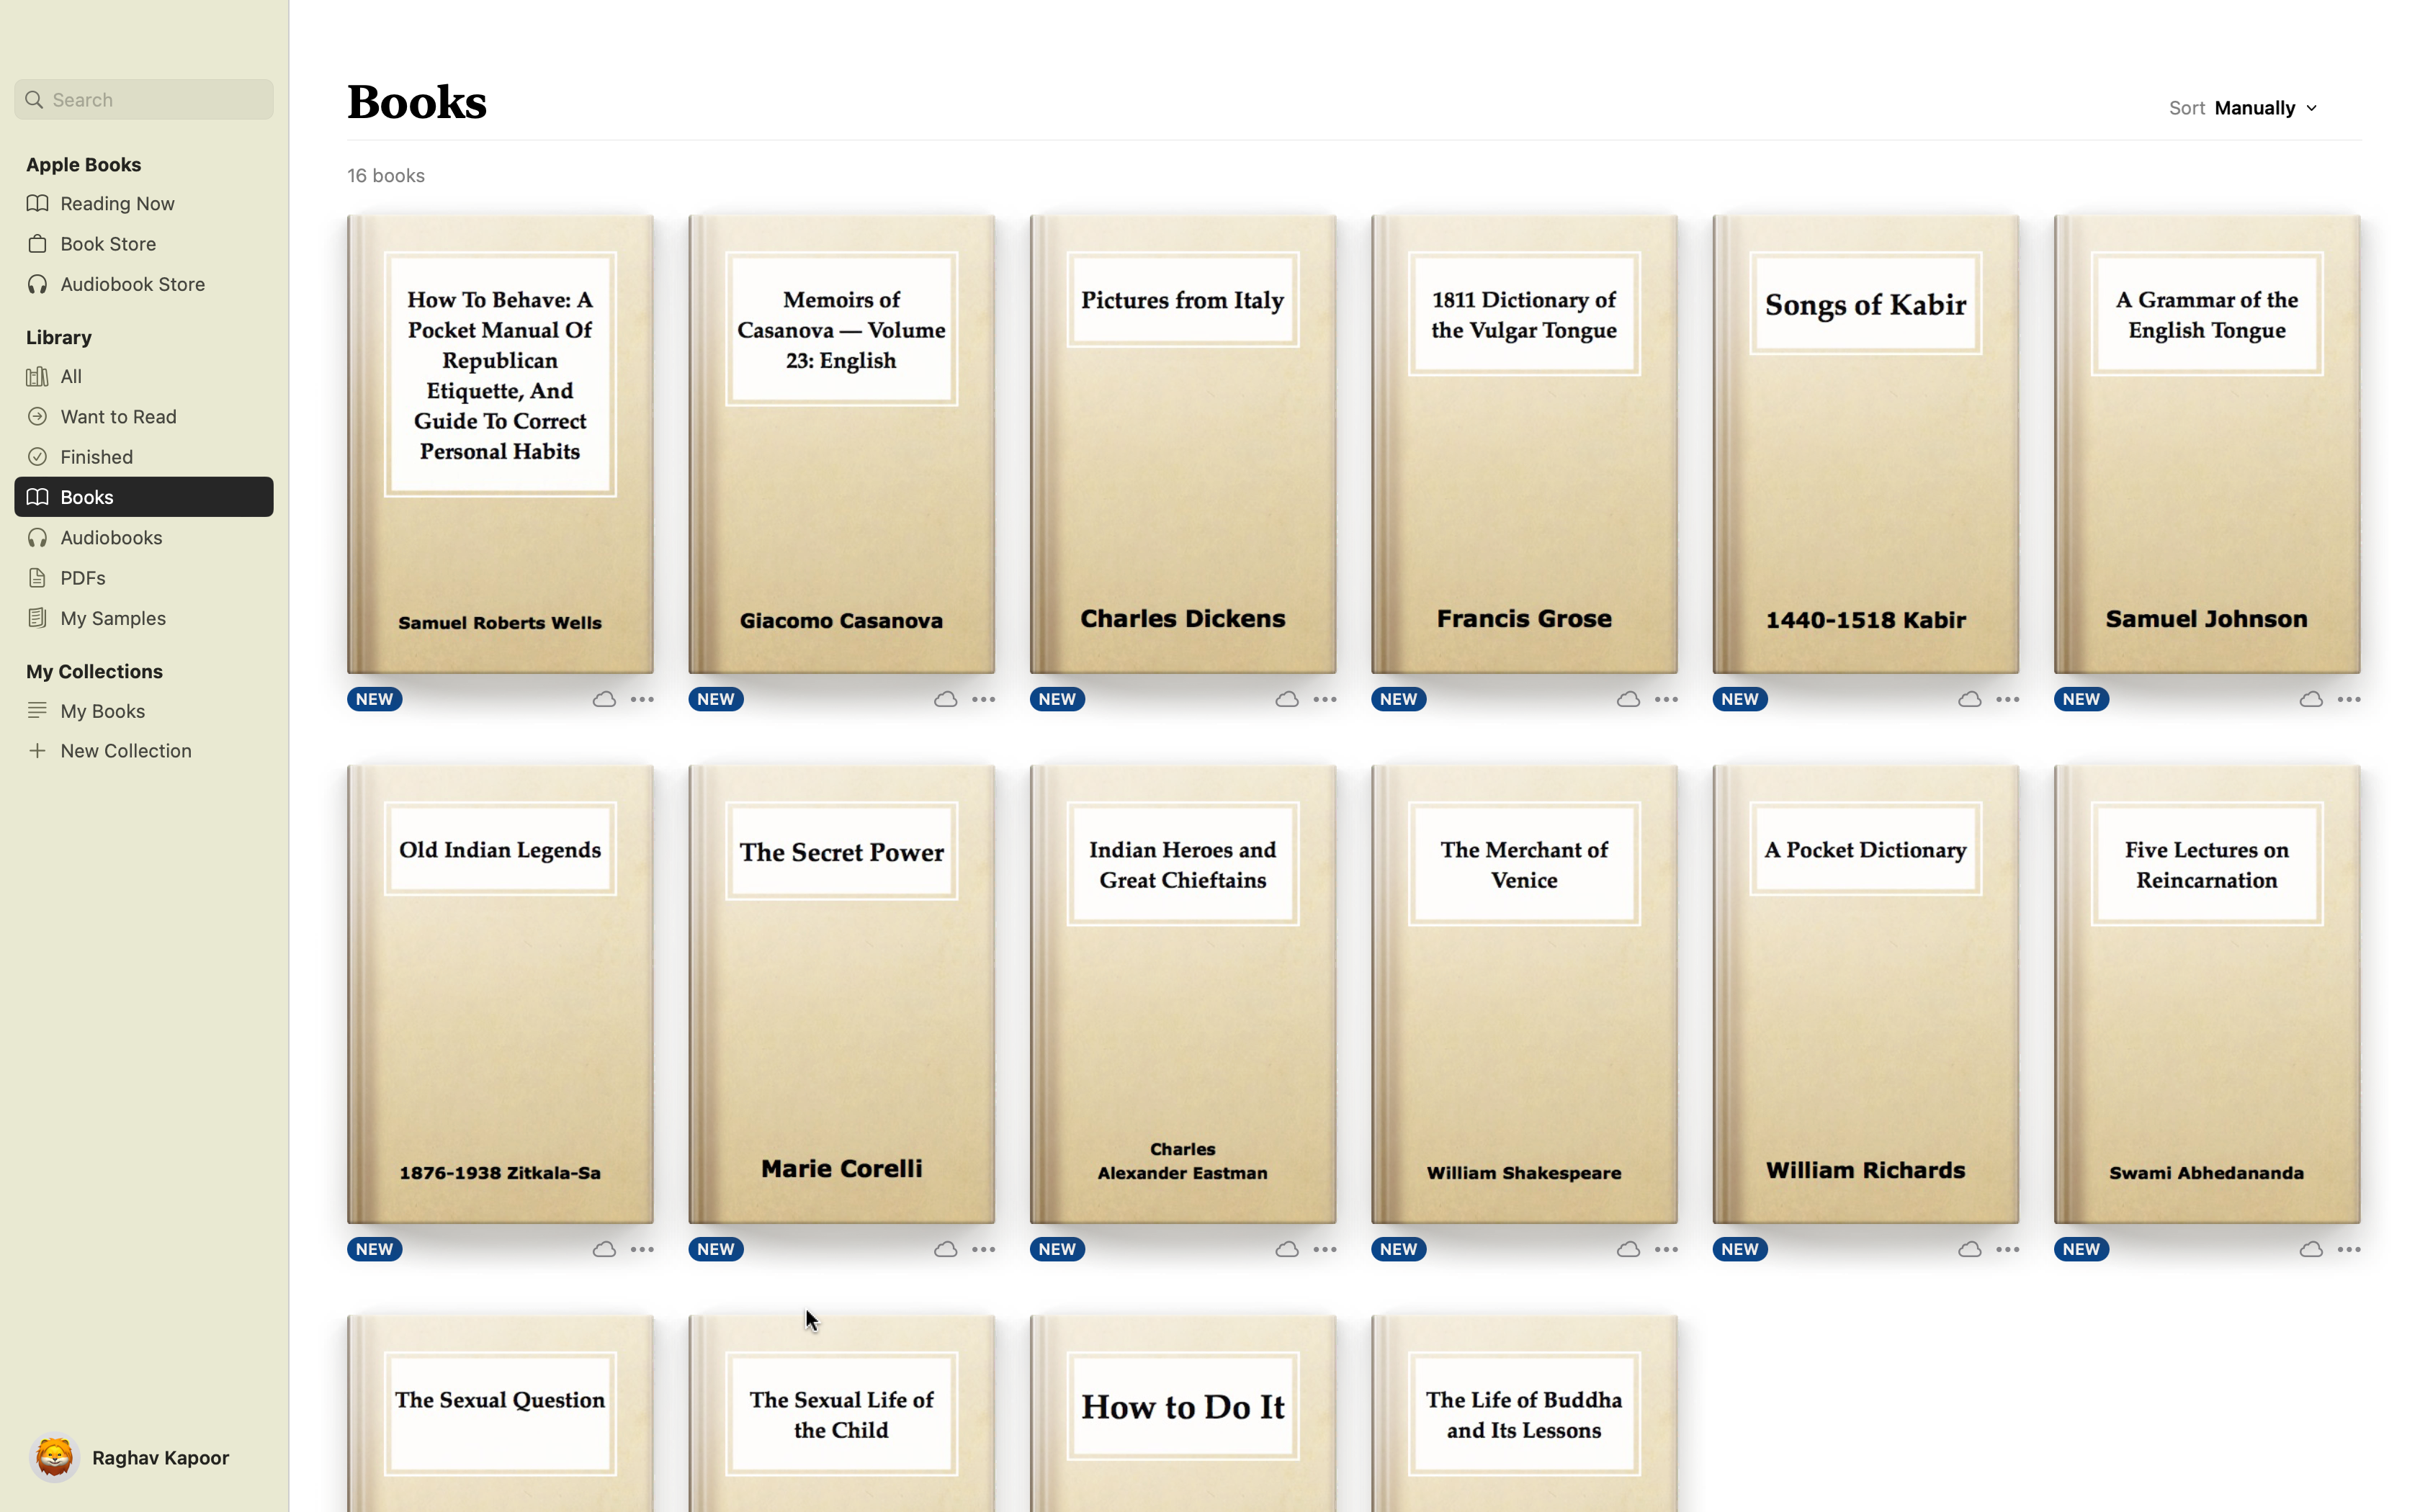 Search
Apple Books
Reading Now
Book Store
Audiobook Store
Library
All
Want to Read
Finished
Books
Audiobooks
PDFs
My Samples
My Collections
My Books
New Collection
Raghav Kapoor
Books
Sort Manually
16 books
How To Behave: A
Pocket Manual Of
Republican
Etiquette, And
Guide To Correct
Personal Habits
Samuel Roberts Wells
NEW
Memoirs of
Casanova — Volume
23: English
Giacomo Casanova
NEW
Pictures from Italy
Charles Dickens
NEW
1811 Dictionary of
the Vulgar Tongue
Francis Grose
NEW
Songs of Kabir
1440-1518 Kabir
NEW
A Grammar of the
English Tongue
Samuel Johnson
NEW
Old Indian Legends
1876-1938 Zitkala-Sa
NEW
The Secret Power
Marie Corelli
NEW
Indian Heroes and
Great Chieftains
Charles
Alexander Eastman
NEW
The Merchant of
Venice
William Shakespeare
NEW
A Pocket Dictionary
William Richards
NEW
Five Lectures on
Reincarnation
Swami Abhedananda
NEW
The Sexual Question
The Sexual Life of
the Child
How to Do It
The Life of Buddha
and Its Lessons